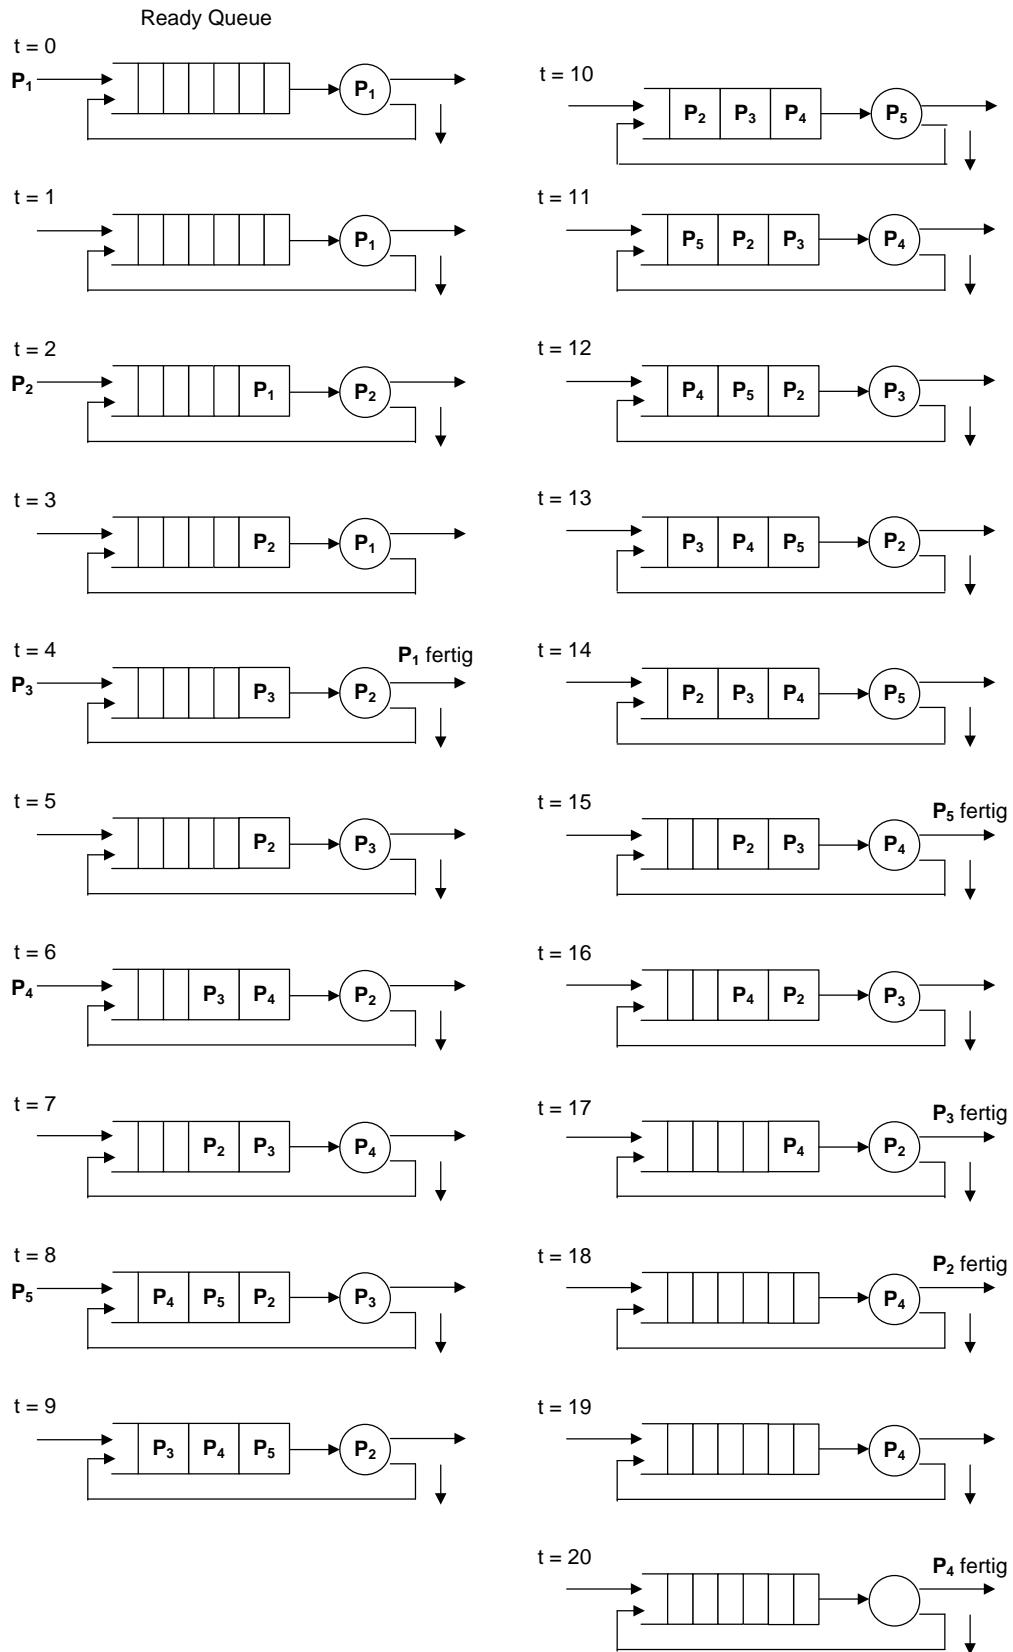 Ready Queue
t = 0
P₁
P₁
t = 1
P₁
t = 2
P₂
P₁ P₂
t = 3
P₂ P₁
t = 4
P₁ fertig
P₃
P₃ P₂
t = 5
P₂ P₃
t = 6
P₄
P₃ P₄ P₂
t = 7
P₂ P₃ P₄
t = 8
P₅
P₄ P₅ P₂ P₃
t = 9
P₃ P₄ P₅ P₂
t = 10
P₂ P₃ P₄ P₅
t = 11
P₅ P₂ P₃ P₄
t = 12
P₄ P₅ P₂ P₃
t = 13
P₃ P₄ P₅ P₂
t = 14
P₂ P₃ P₄ P₅
t = 15
P₅ fertig
P₂ P₃ P₄
t = 16
P₄ P₂ P₃
t = 17
P₃ fertig
P₄ P₂
t = 18
P₂ fertig
P₄
t = 19
P₄
t = 20
P₄ fertig